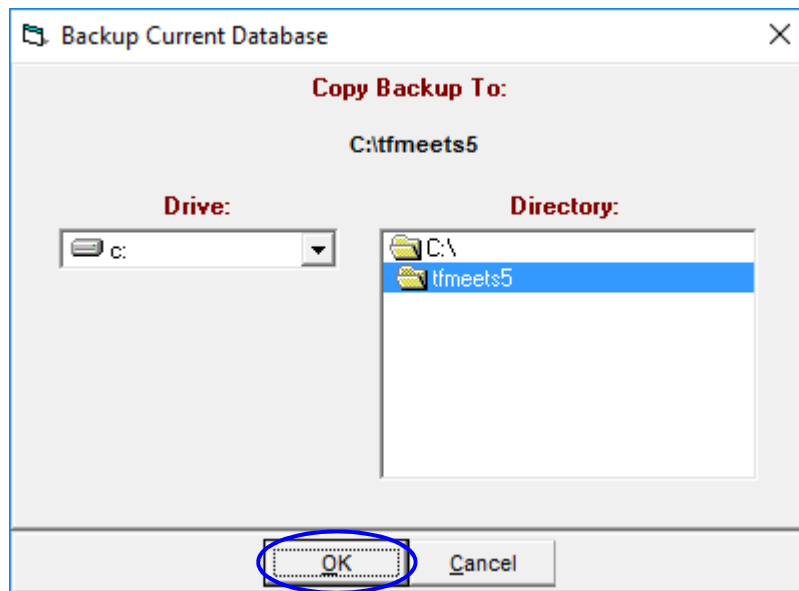 Backup Current Database
Copy Backup To:
C:\tfmeets5
Drive:
Directory:
c:
C:\
tfmeets5
OK
Cancel